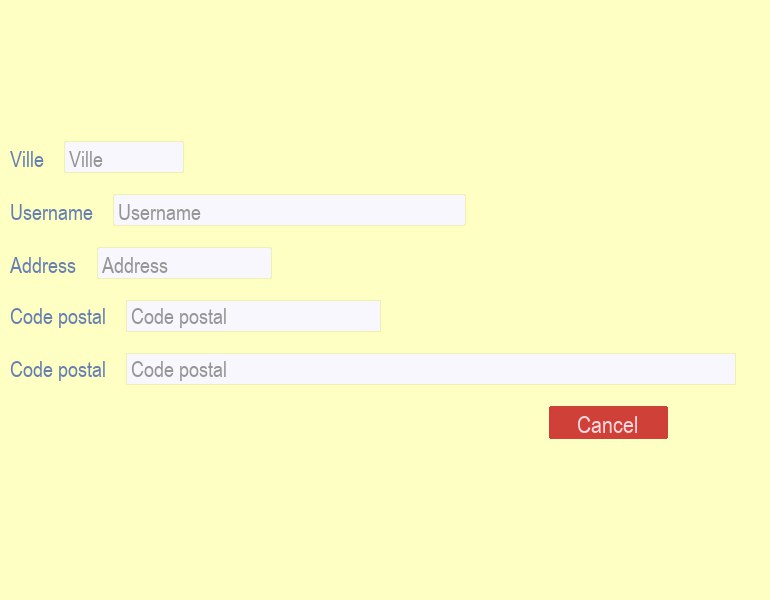 Ville Ville
Username Username
Address Address
Code postal Code postal
Code postal Code postal
Cancel